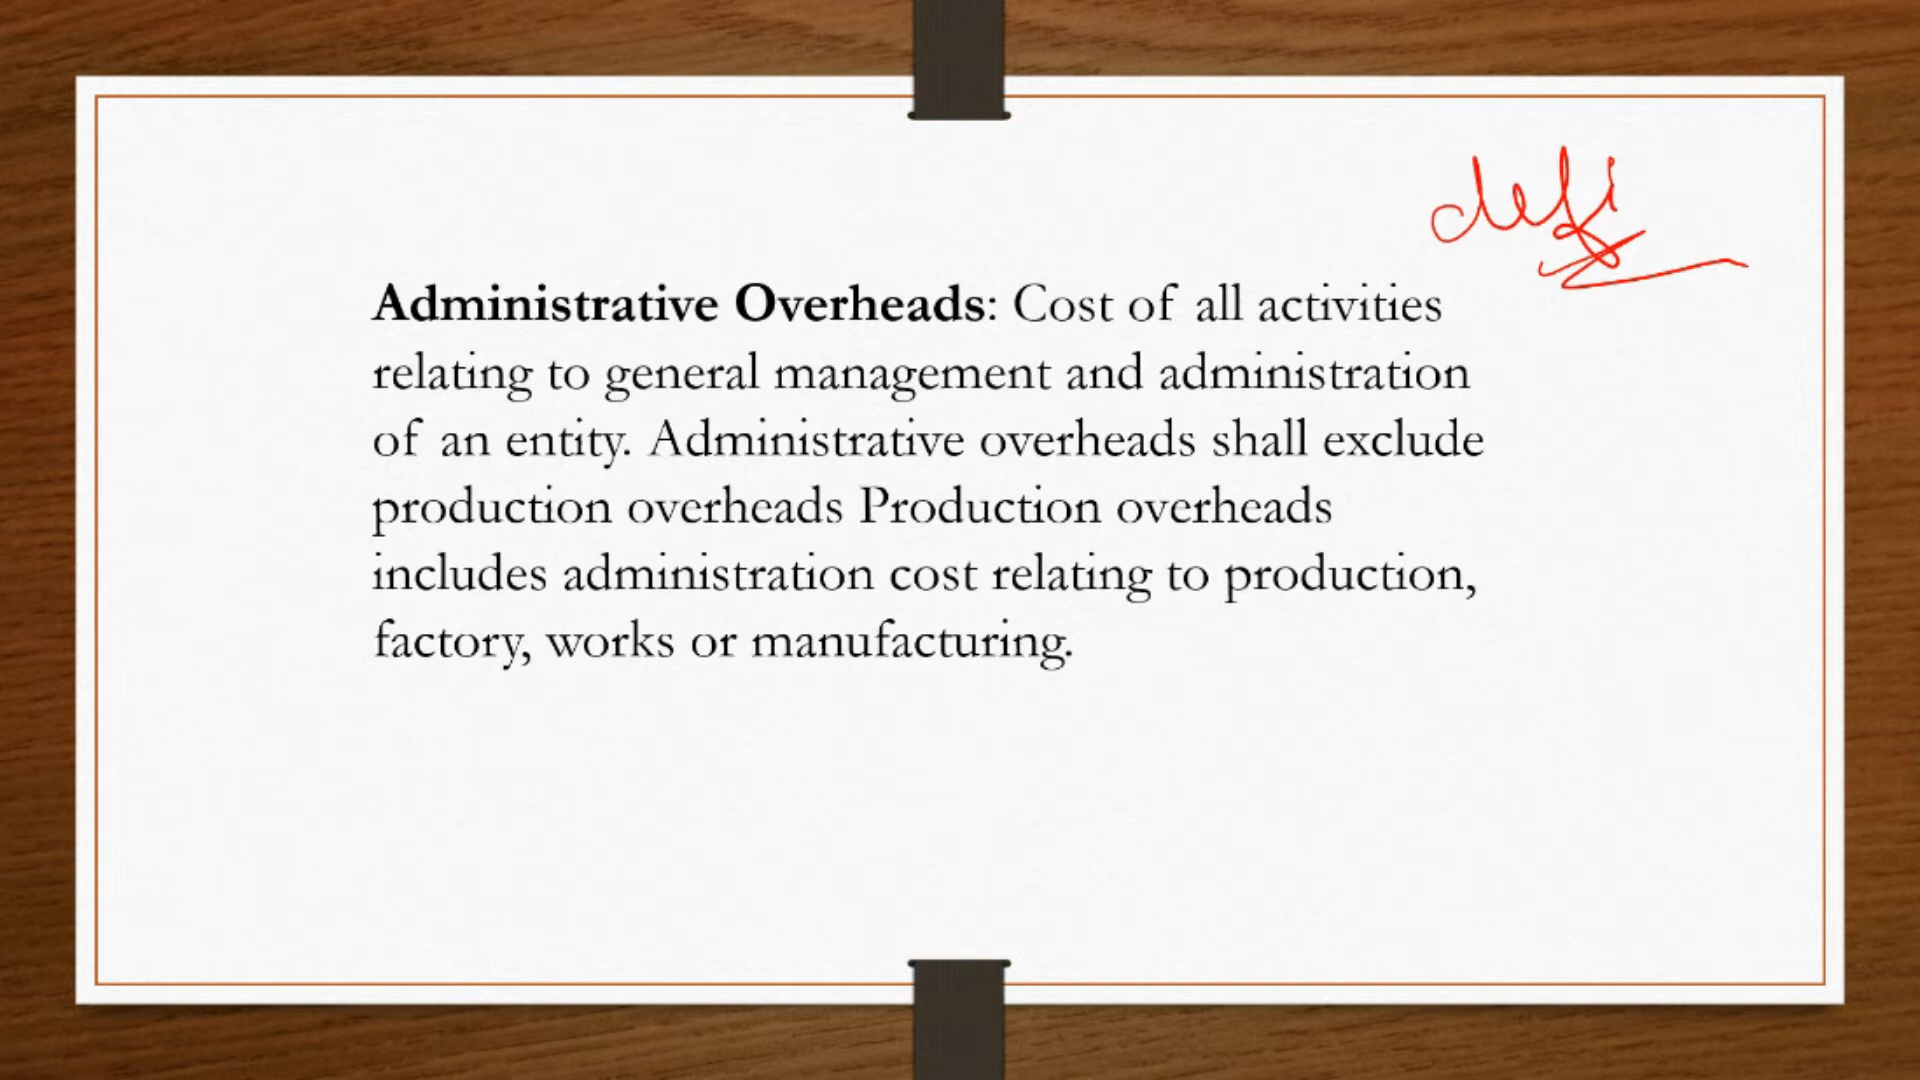 defi
Administrative Overheads: Cost of all activities
relating to general management and administration
of an entity. Administrative overheads shall exclude
production overheads Production overheads
includes administration cost relating to production,
factory, works or manufacturing.